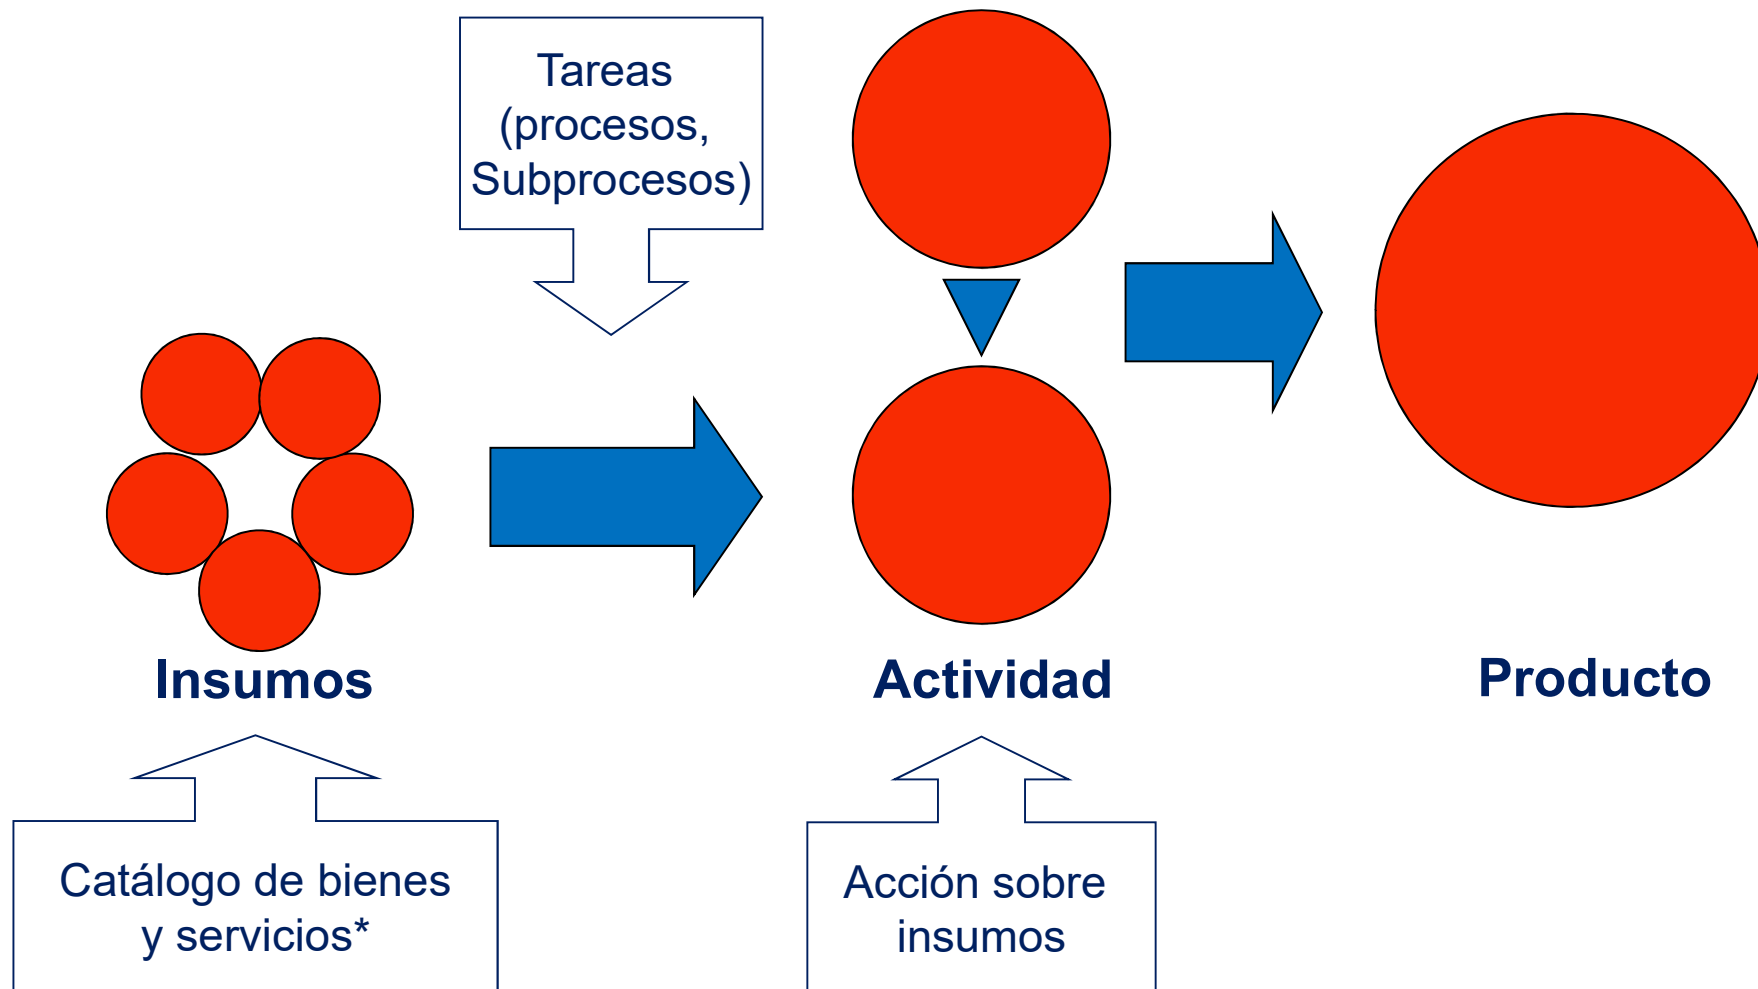 Tareas
(procesos,
Subprocesos)
Insumos
Actividad
Producto
Catálogo de bienes
y servicios*
Acción sobre
insumos